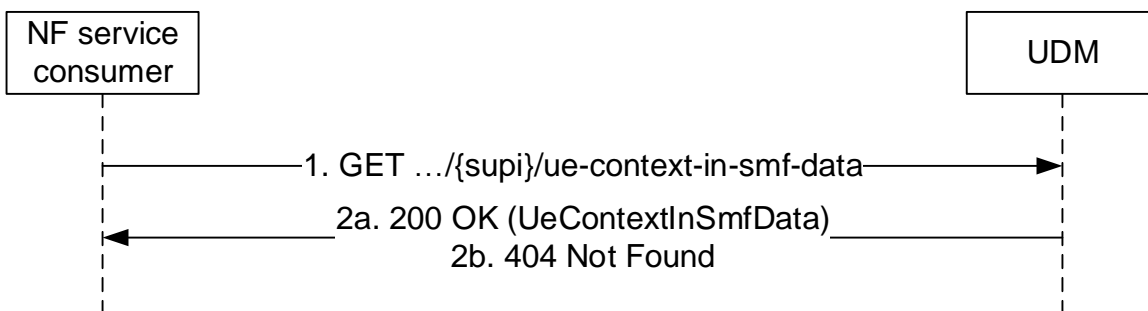 NF service
consumer
UDM
1. GET …/{supi}/ue-context-in-smf-data
2a. 200 OK (UeContextInSmfData)
2b. 404 Not Found